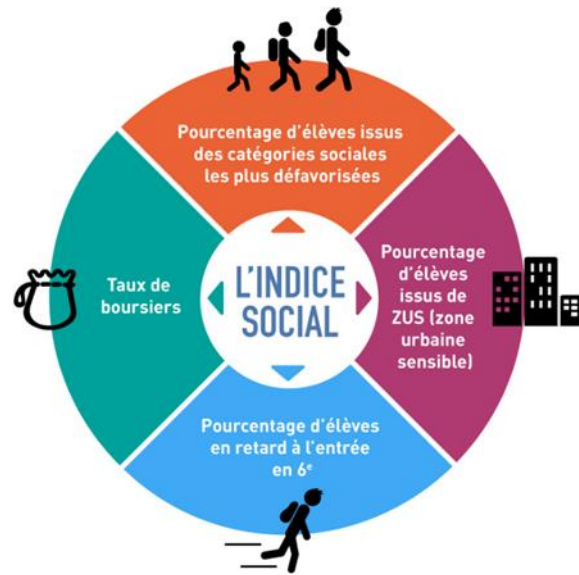 Pourcentage d'élèves issus
des catégories sociales
les plus défavorisées
Taux de
boursiers
L'INDICE
SOCIAL
Pourcentage
d'élèves
issus de
ZUS (zone
urbaine
sensible)
Pourcentage d'élèves
en retard à l'entrée
en 6ᵉ